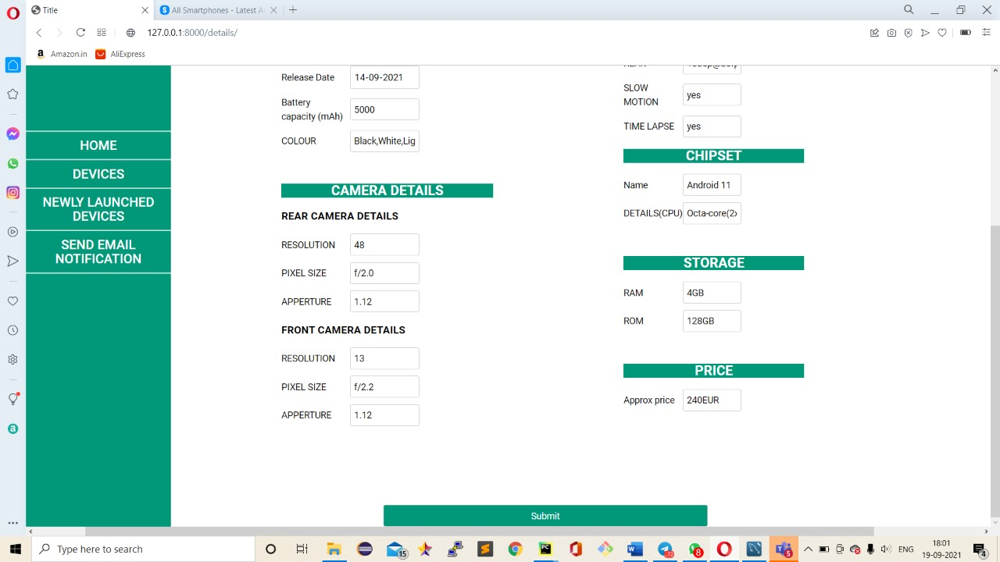 Title
All Smartphones - Latest A
127.0.0.1:8000/details/
Amazon.in
AliExpress
HOME
DEVICES
NEWLY LAUNCHED
DEVICES
SEND EMAIL
NOTIFICATION
Release Date 14-09-2021
Battery
capacity (mAh) 5000
COLOUR Black,White,Lig
CAMERA DETAILS
REAR CAMERA DETAILS
RESOLUTION 48
PIXEL SIZE f/2.0
APPERTURE 1.12
FRONT CAMERA DETAILS
RESOLUTION 13
PIXEL SIZE f/2.2
APPERTURE 1.12
SLOW
MOTION yes
TIME LAPSE yes
CHIPSET
Name Android 11
DETAILS(CPU) Octa-core(2x
STORAGE
RAM 4GB
ROM 128GB
PRICE
Approx price 240EUR
Submit
Type here to search
15
72
8
5
ENG
18:01
19-09-2021
4